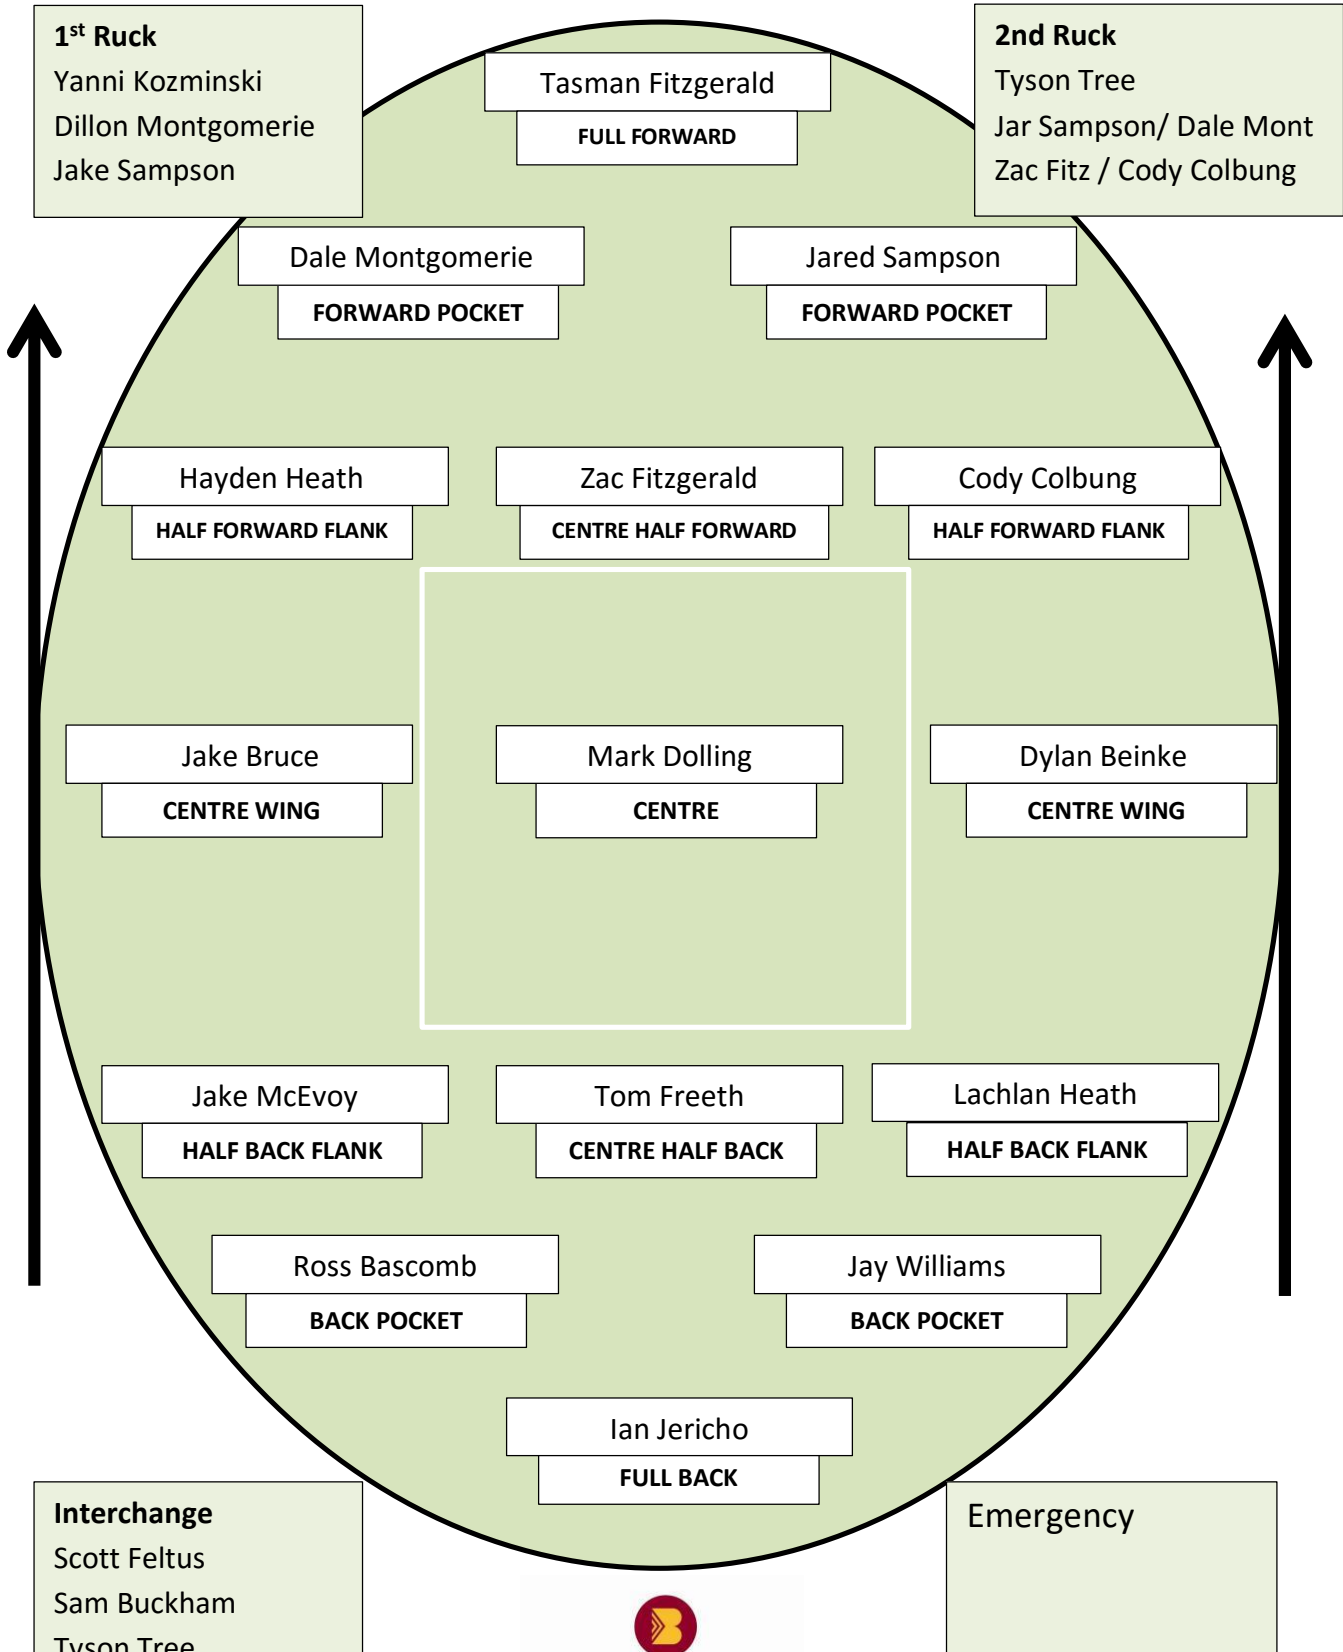 1st Ruck
Yanni Kozminski
Dillon Montgomerie
Jake Sampson
2nd Ruck
Tyson Tree
Jar Sampson/ Dale Mont
Zac Fitz / Cody Colbung
Tasman Fitzgerald
FULL FORWARD
Dale Montgomerie
FORWARD POCKET
Jared Sampson
FORWARD POCKET
Hayden Heath
HALF FORWARD FLANK
Zac Fitzgerald
CENTRE HALF FORWARD
Cody Colbung
HALF FORWARD FLANK
Jake Bruce
CENTRE WING
Mark Dolling
CENTRE
Dylan Beinke
CENTRE WING
Jake McEvoy
HALF BACK FLANK
Tom Freeth
CENTRE HALF BACK
Lachlan Heath
HALF BACK FLANK
Ross Bascomb
BACK POCKET
Jay Williams
BACK POCKET
Ian Jericho
FULL BACK
Interchange
Scott Feltus
Sam Buckham
Tyson Tree
Emergency
B